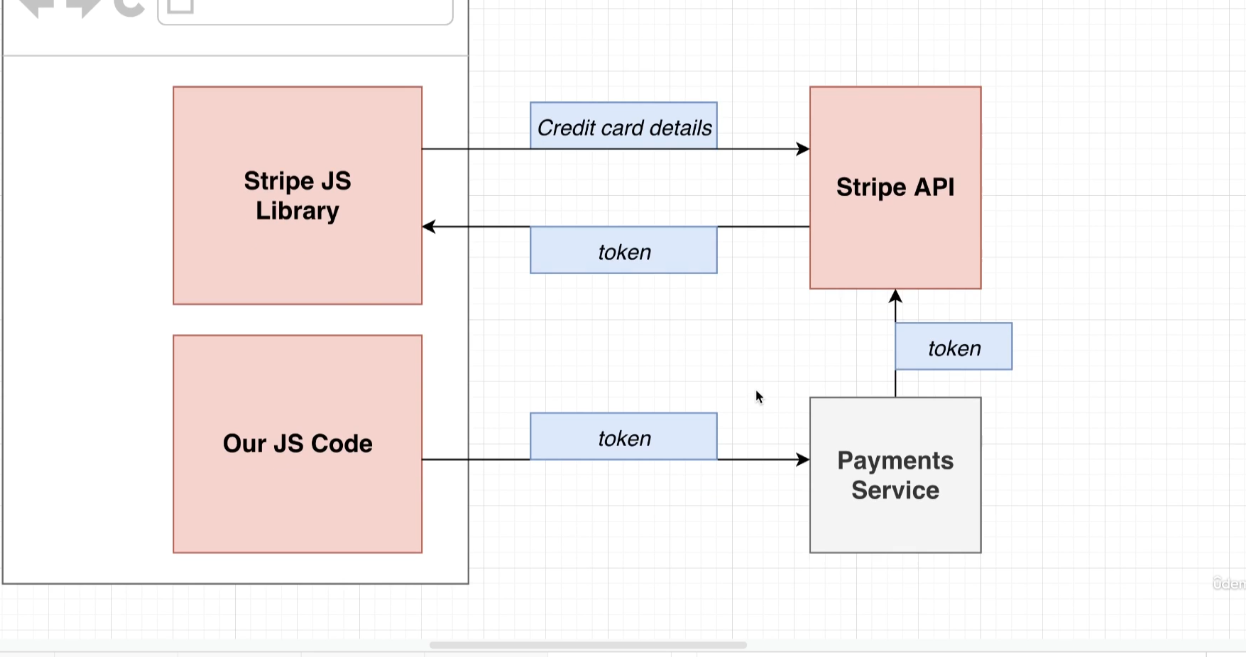 Credit card details
Stripe JS
Library
Stripe API
token
token
token
Our JS Code
Payments
Service